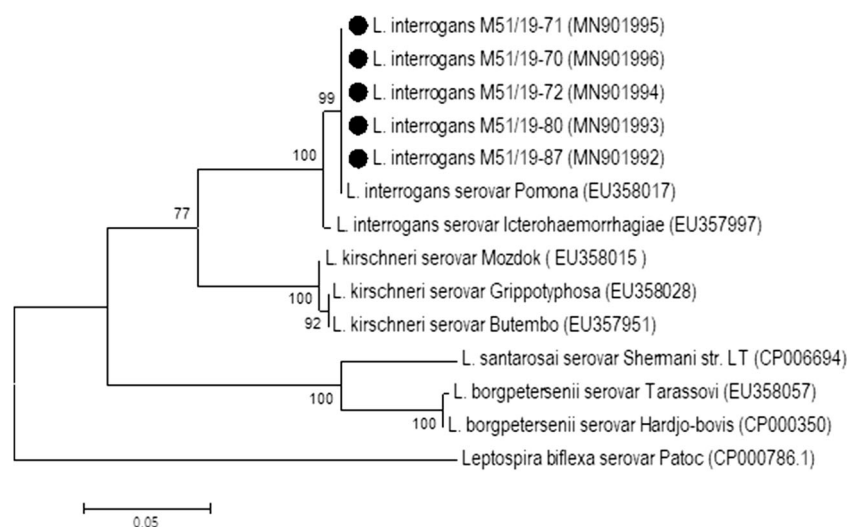 L. interrogans M51/19-71 (MN901995)
L. interrogans M51/19-70 (MN901996)
L. interrogans M51/19-72 (MN901994)
99
L. interrogans M51/19-80 (MN901993)
100
L. interrogans M51/19-87 (MN901992)
L. interrogans serovar Pomona (EU358017)
77
L. interrogans serovar Icterohaemorrhagiae (EU357997)
L. kirschneri serovar Mozdok ( EU358015 )
100
L. kirschneri serovar Grippotyphosa (EU358028)
92
L. kirschneri serovar Butembo (EU357951)
L. santarosai serovar Shermani str. LT (CP006694)
100
L. borgpetersenii serovar Tarassovi (EU358057)
100
L. borgpetersenii serovar Hardjo-bovis (CP000350)
Leptospira biflexa serovar Patoc (CP000786.1)
0.05